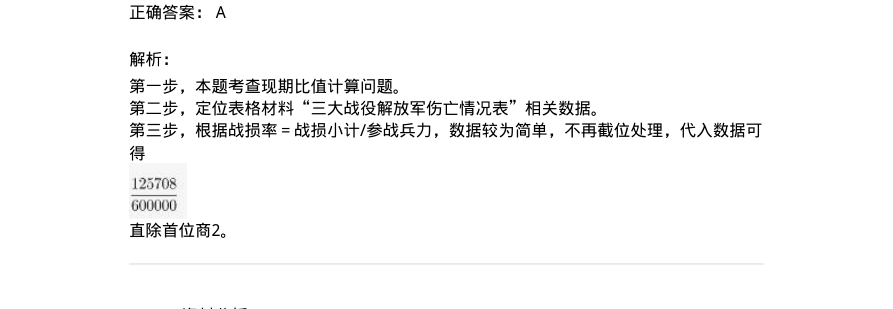 正确答案： A
解析：
第一步，本题考查现期比值计算问题。
第二步，定位表格材料“三大战役解放军伤亡情况表”相关数据。
第三步，根据战损率 = 战损小计/参战兵力，数据较为简单，不再截位处理，代入数据可
得
125708
600000
直除首位商2。